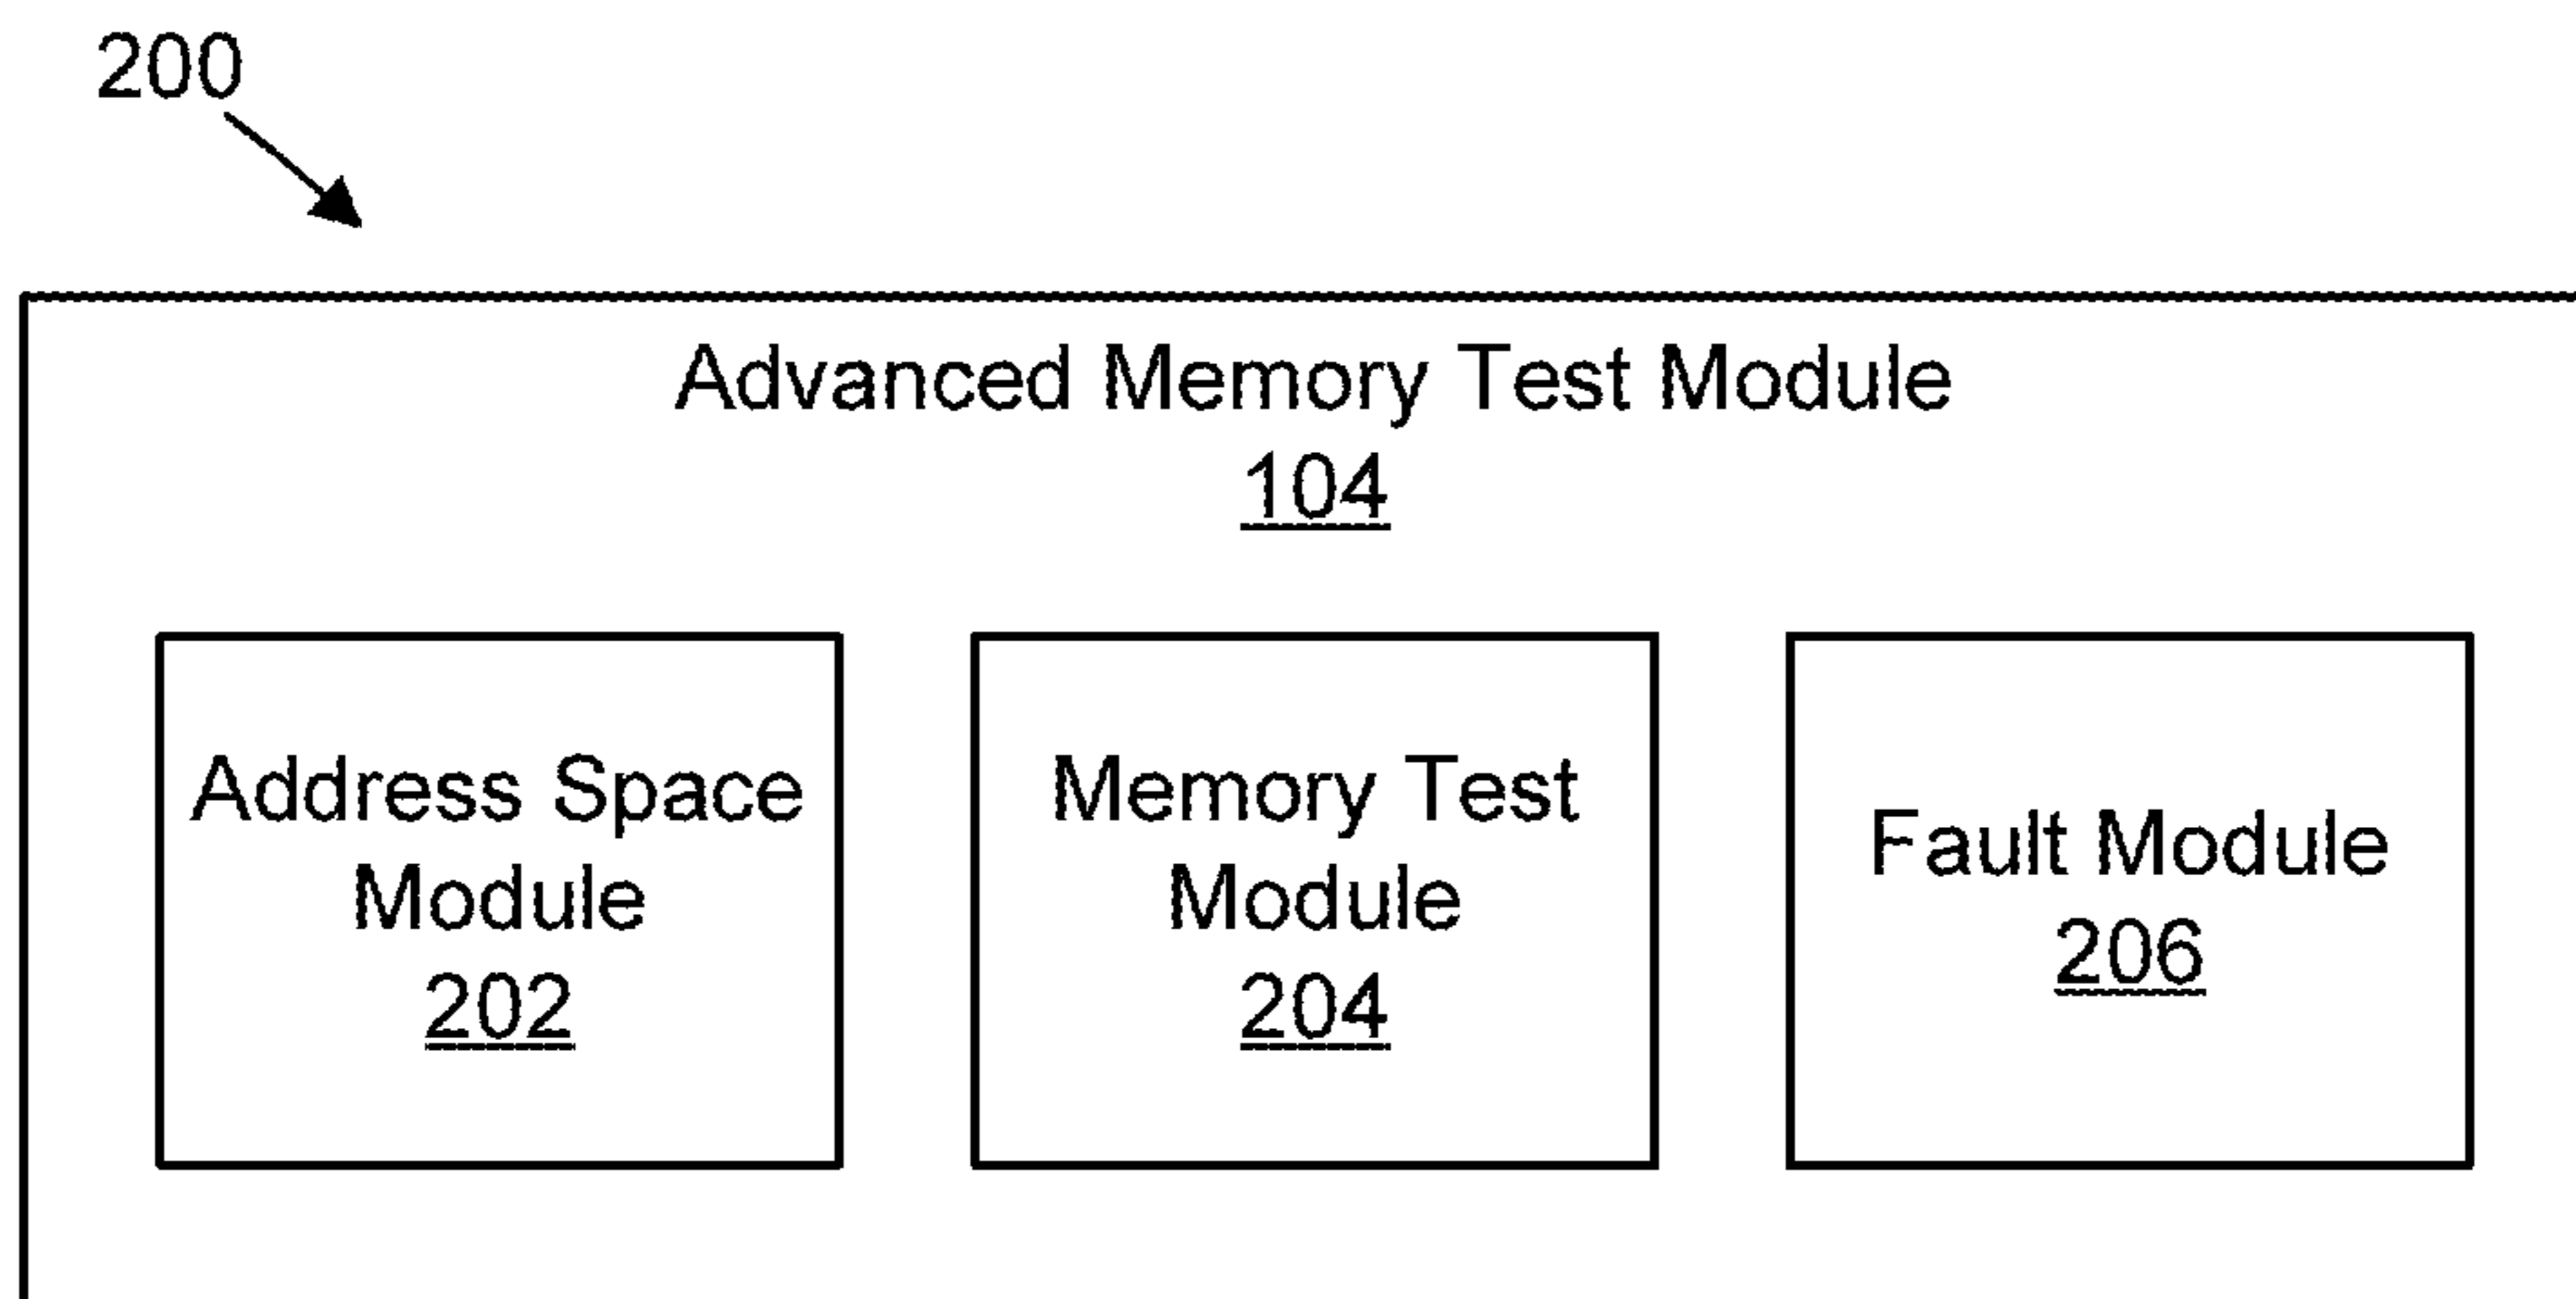 200
Advanced Memory Test Module
104
Address Space
Module
202
Memory Test
Module
204
Fault Module
206